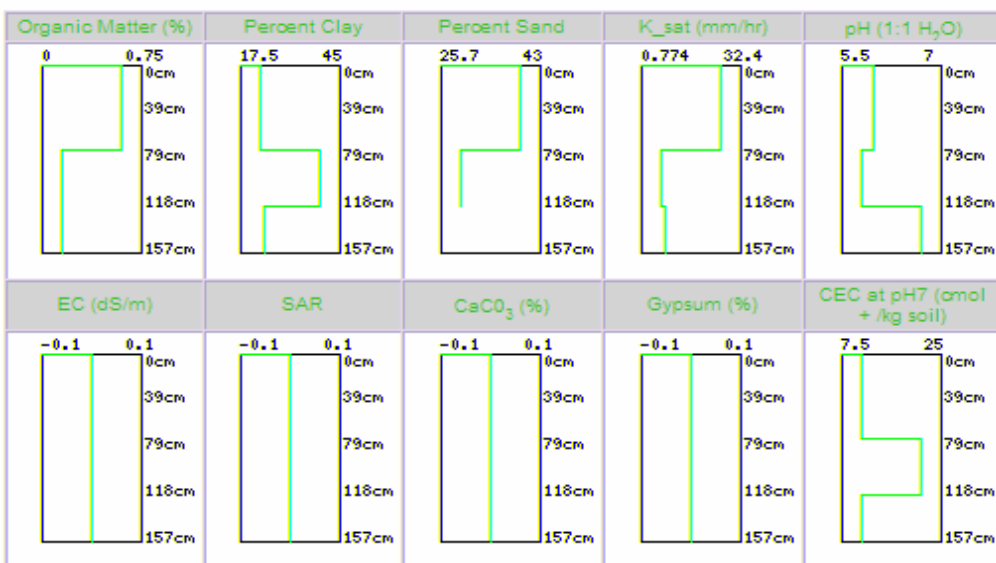 Organic Matter (%)
Percent Clay
Percent Sand
K_sat (mm/hr)
pH (1:1 H₂O)
0 0.75
0cm
39cm
79cm
118cm
157cm
17.5 45
0cm
39cm
79cm
118cm
157cm
25.7 43
0cm
39cm
79cm
118cm
157cm
0.774 32.4
0cm
39cm
79cm
118cm
157cm
5.5 7
0cm
39cm
79cm
118cm
157cm
EC (dS/m)
SAR
CaC0₃ (%)
Gypsum (%)
CEC at pH7 (cmol
+ /kg soil)
-0.1 0.1
0cm
39cm
79cm
118cm
157cm
-0.1 0.1
0cm
39cm
79cm
118cm
157cm
-0.1 0.1
0cm
39cm
79cm
118cm
157cm
-0.1 0.1
0cm
39cm
79cm
118cm
157cm
7.5 25
0cm
39cm
79cm
118cm
157cm